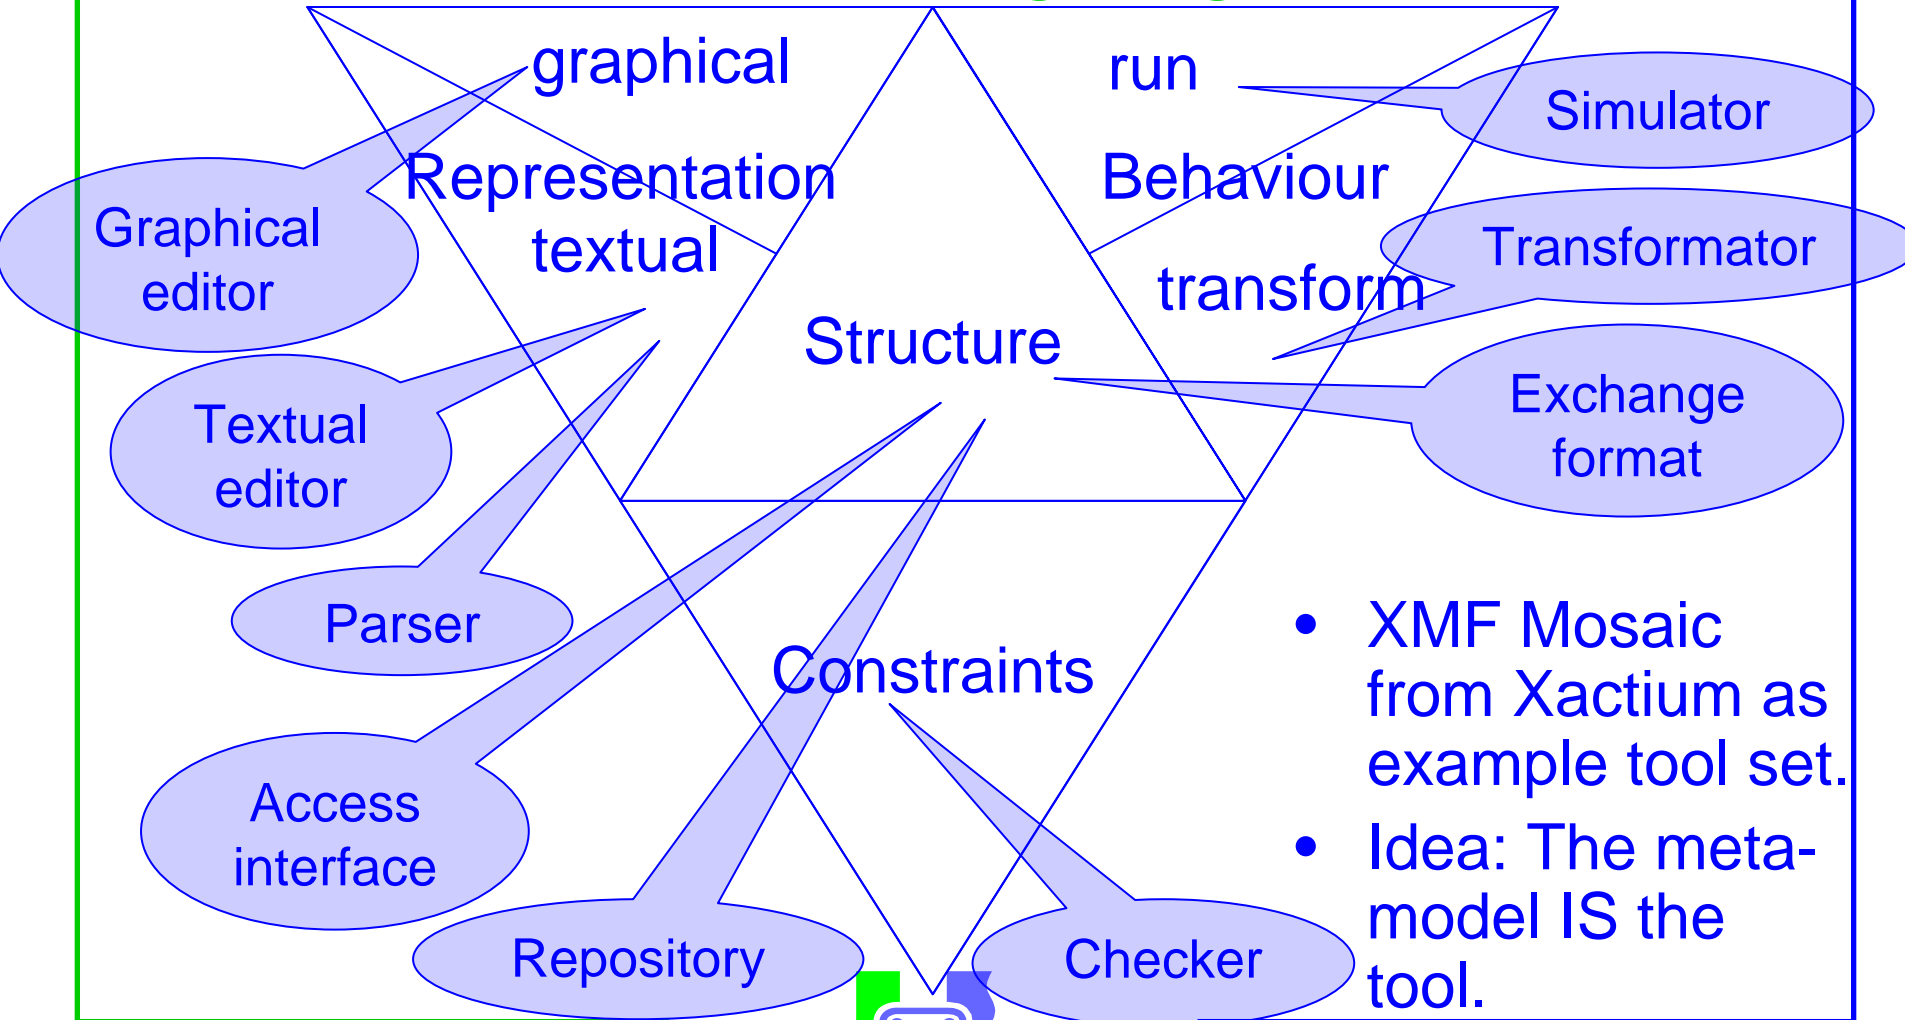 graphical
run
Simulator
Representation
Behaviour
Graphical
editor
textual
Transformator
transform
Structure
Exchange
format
Textual
editor
Parser
Constraints
• XMF Mosaic
from Xactium as
example tool set.
Access
interface
• Idea: The meta-
model IS the
tool.
Repository
Checker